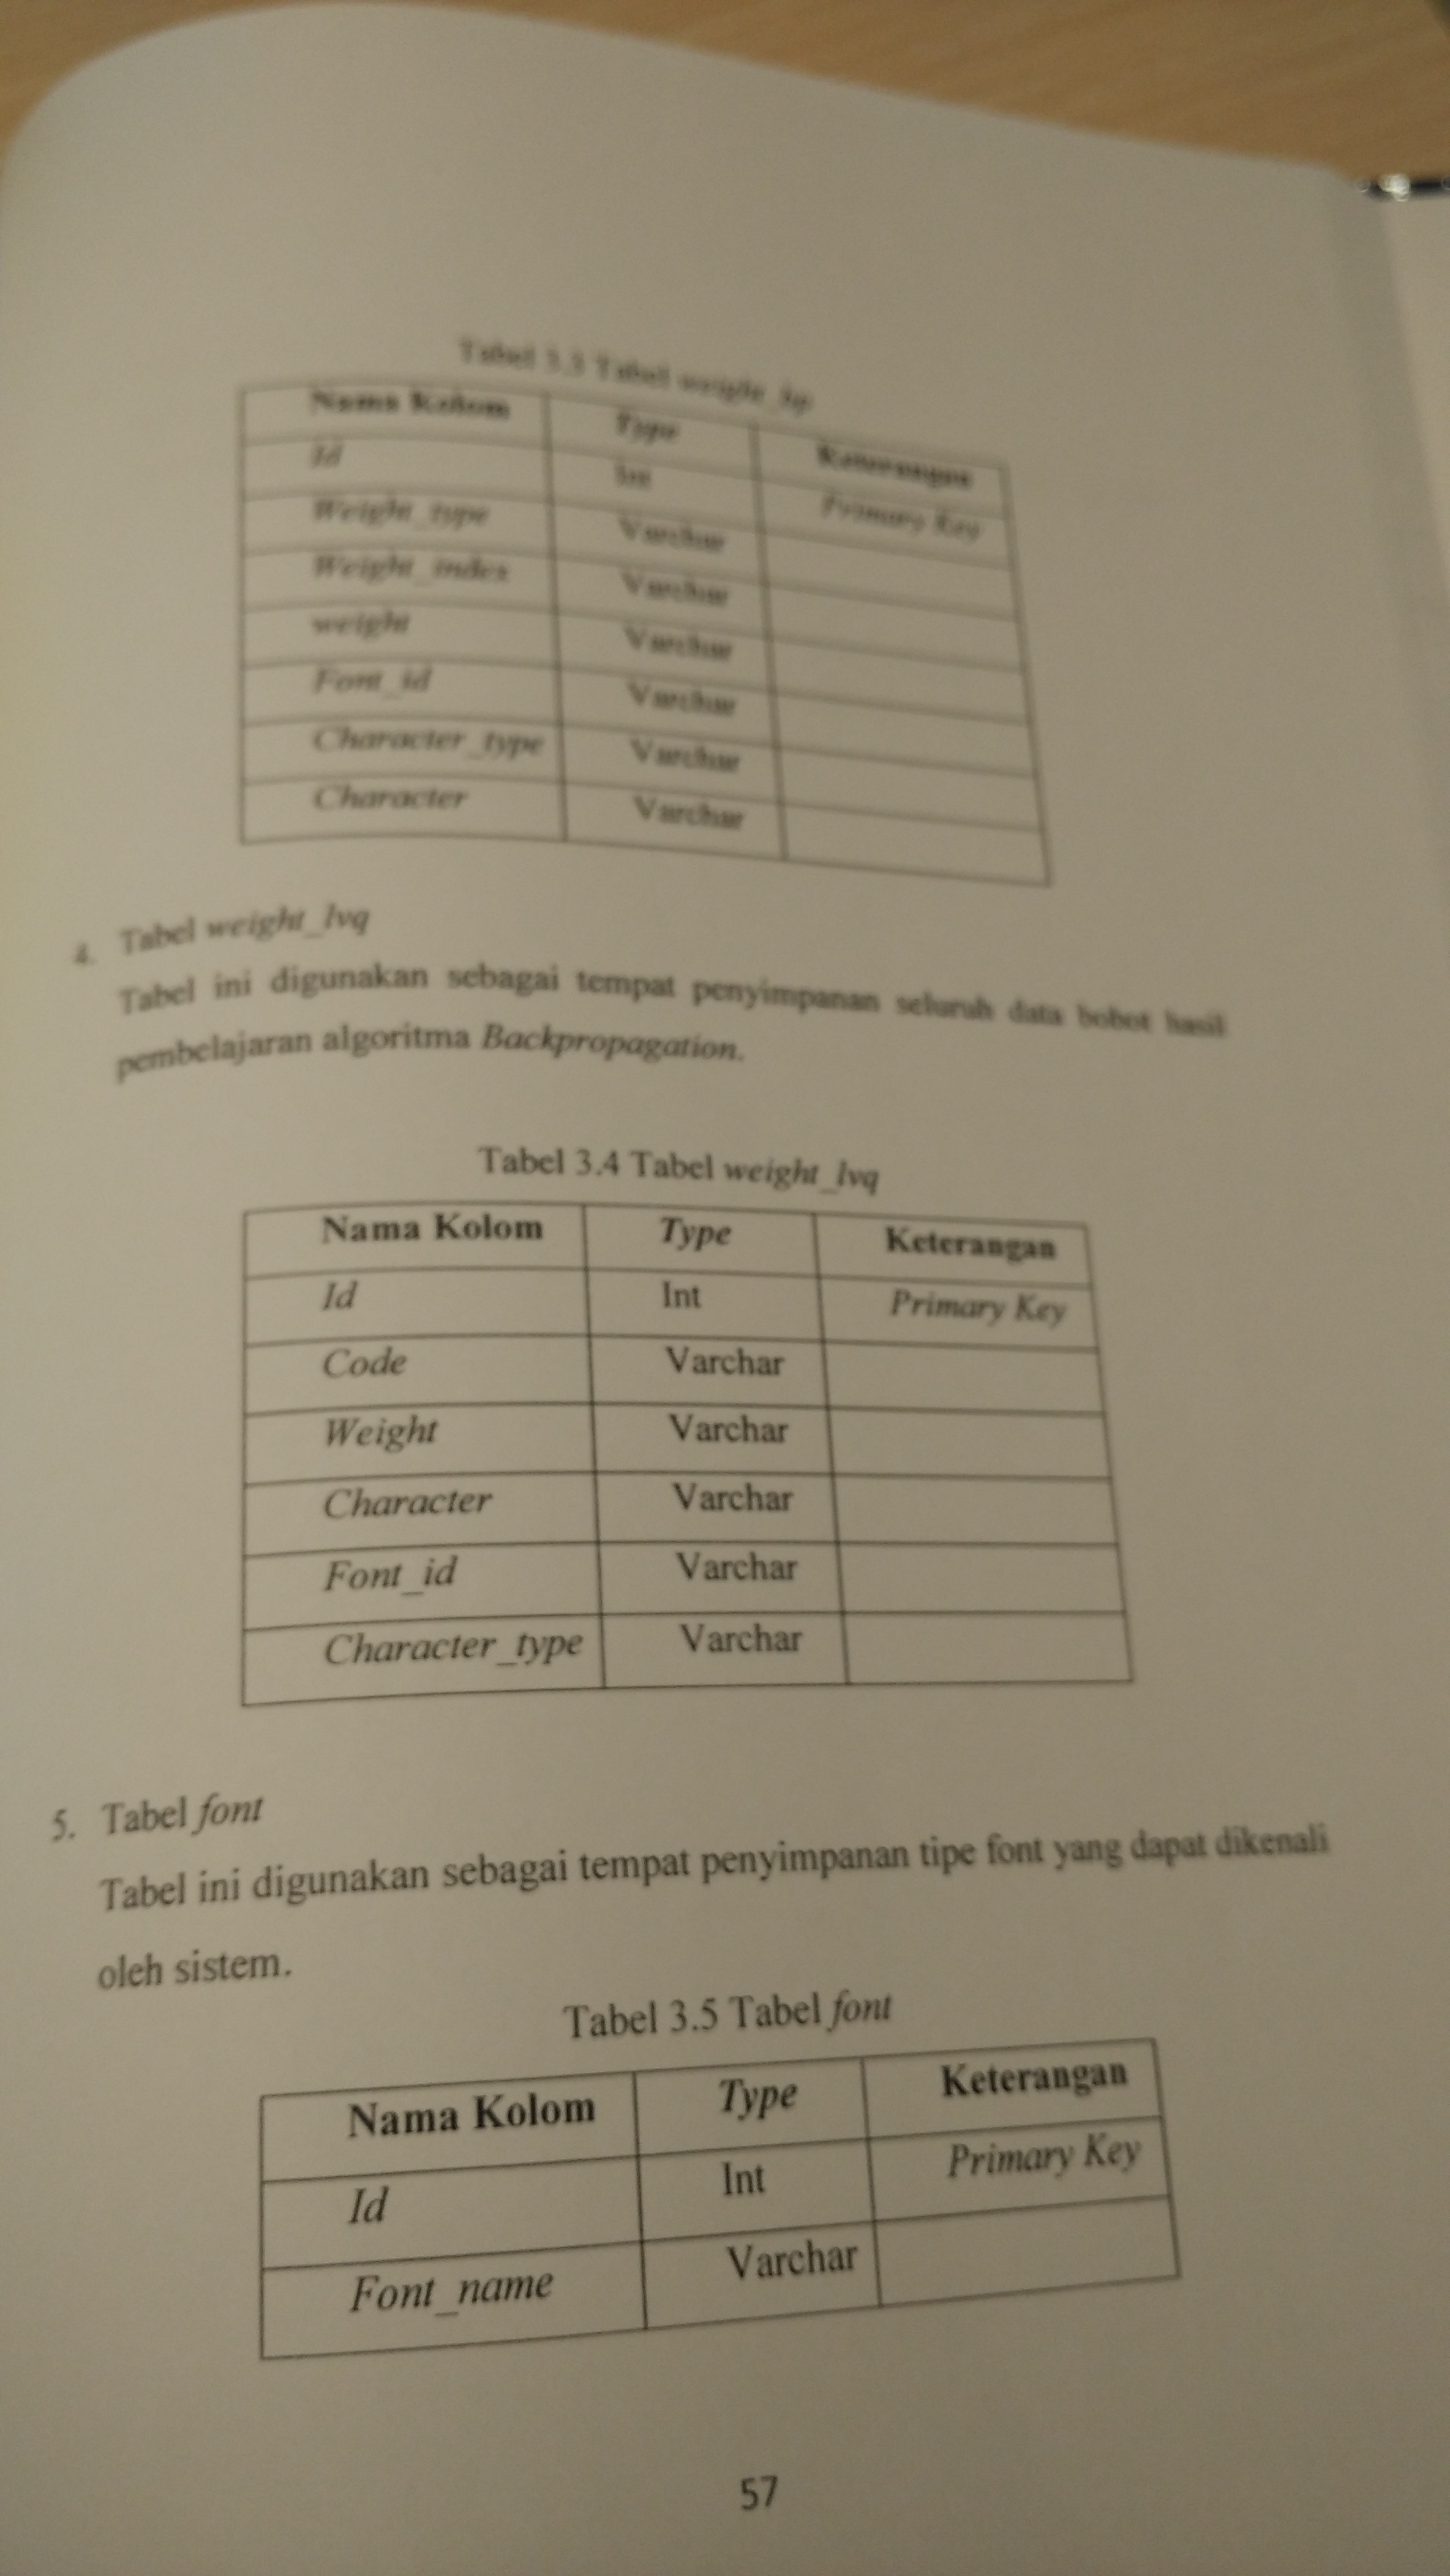 Tabel 3.3 Tabel weight_bp
Nama Kolom Type Keterangan
Id Int Primary Key
Weight_type Varchar
Weight_index Varchar
weight Varchar
Font_id Varchar
Character_type Varchar
Character Varchar
4. Tabel weight_lvq
Tabel ini digunakan sebagai tempat penyimpanan seluruh data bobot hasil
pembelajaran algoritma Backpropagation.
Tabel 3.4 Tabel weight_lvq
Nama Kolom Type Keterangan
Id Int Primary Key
Code Varchar
Weight Varchar
Character Varchar
Font_id Varchar
Character_type Varchar
5. Tabel font
Tabel ini digunakan sebagai tempat penyimpanan tipe font yang dapat dikenali
oleh sistem.
Tabel 3.5 Tabel font
Nama Kolom Type Keterangan
Id Int Primary Key
Font_name Varchar
57